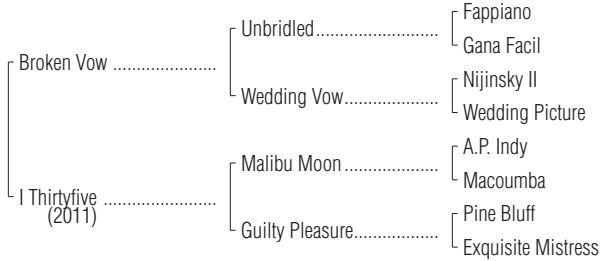 Fappiano
Unbridled........................
Gana Facil
Broken Vow ....................
Nijinsky II
Wedding Vow...................
Wedding Picture
A.P. Indy
Malibu Moon ...................
Macoumba
I Thirtyfive ......................
(2011)
Pine Bluff
Guilty Pleasure.................
Exquisite Mistress